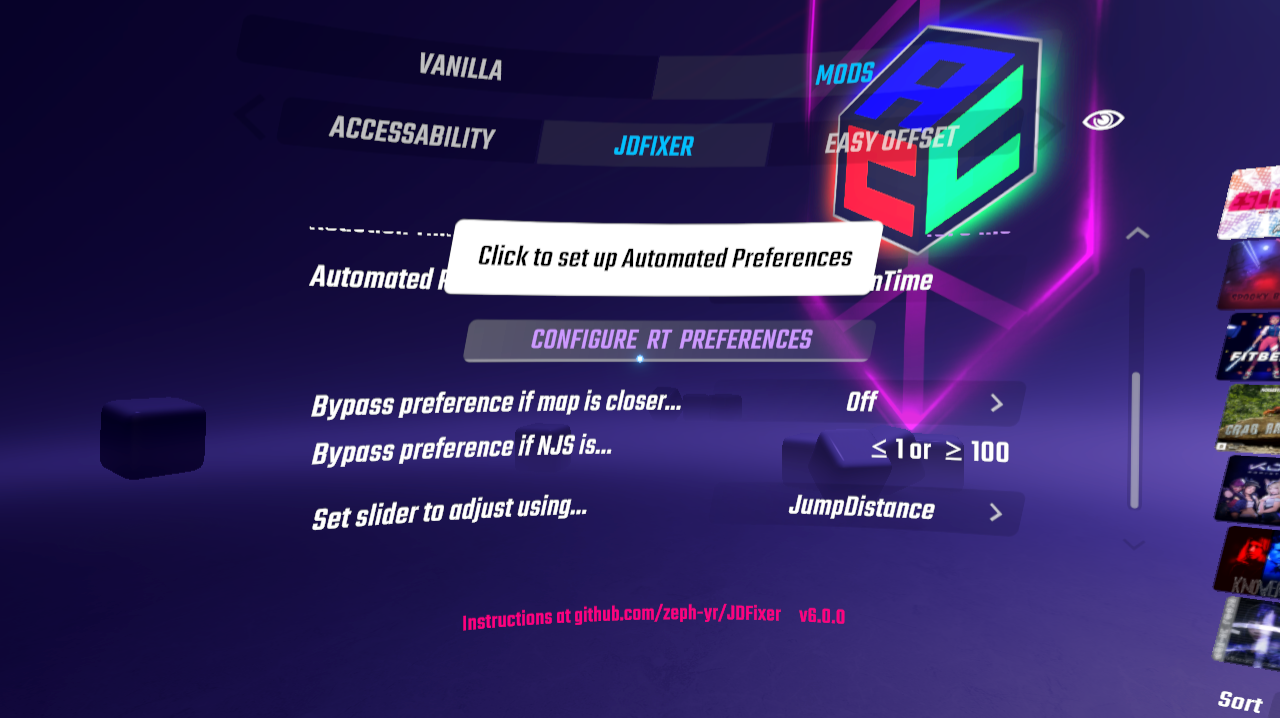 VANILLA
MODS
ACCESSABILITY
JDFIXER
EASY OFFSET
Click to set up Automated Preferences
Automated
CONFIGURE RT PREFERENCES
Bypass preference if map is closer...
Off
Bypass preference if NJS is...
≤ 1 or ≥ 100
Set slider to adjust using...
JumpDistance
Instructions at github.com/zeph-yr/JDFixer v6.0.0
Sort